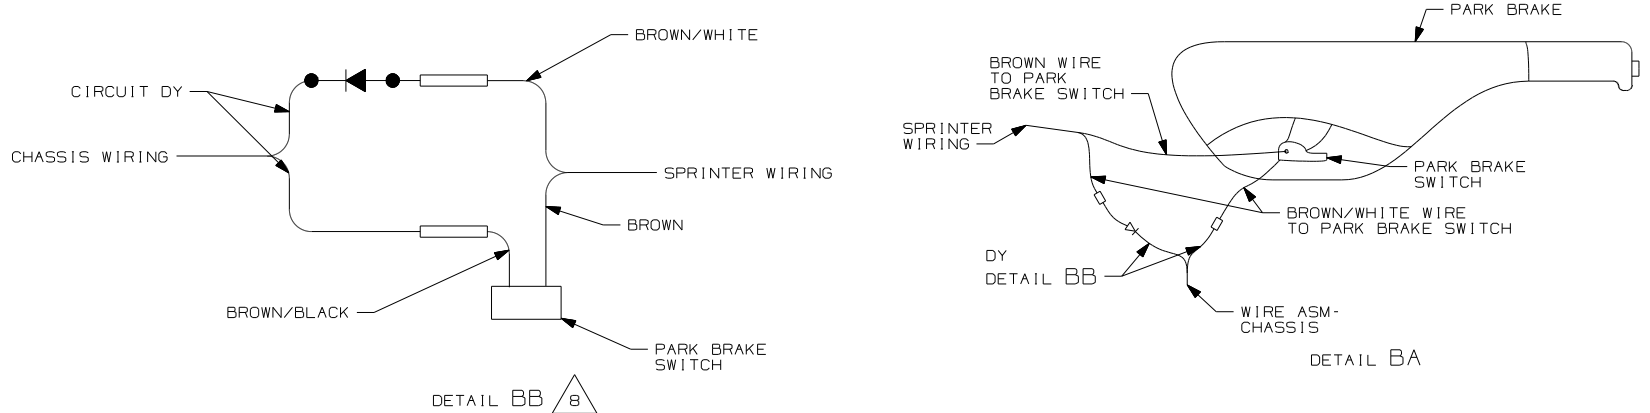 BROWN/WHITE
CIRCUIT DY
CHASSIS WIRING
SPRINTER WIRING
BROWN
BROWN/BLACK
PARK BRAKE
SWITCH
DETAIL BB
8
PARK BRAKE
BROWN WIRE
TO PARK
BRAKE SWITCH
SPRINTER
WIRING
PARK BRAKE
SWITCH
BROWN/WHITE WIRE
TO PARK BRAKE SWITCH
DY
DETAIL BB
WIRE ASM-
CHASSIS
DETAIL BA